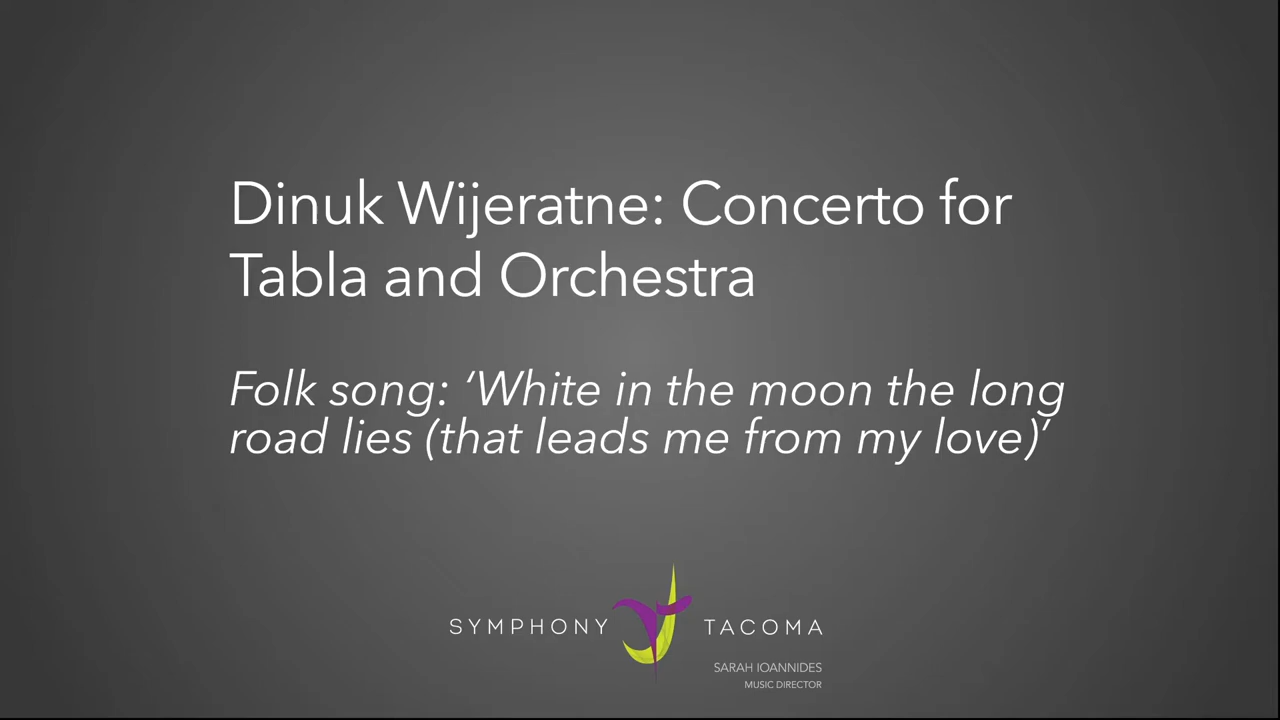 Dinuk Wijeratne: Concerto for
Tabla and Orchestra
Folk song: ‘White in the moon the long
road lies (that leads me from my love)’
SYMPHONY TACOMA
SARAH IOANNIDES
MUSIC DIRECTOR